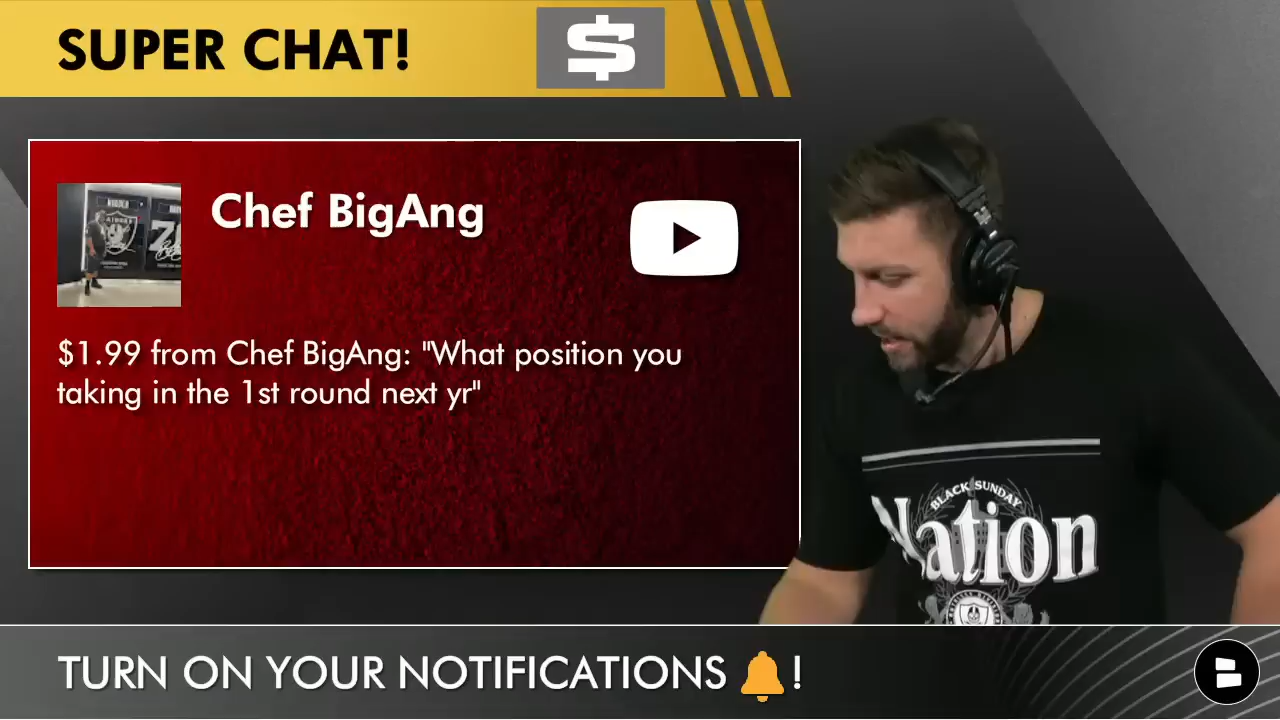 SUPER CHAT!
Chef BigAng
$1.99 from Chef BigAng: "What position you
taking in the 1st round next yr"
BLACK SUNDAY
Nation
TURN ON YOUR NOTIFICATIONS 🔔!